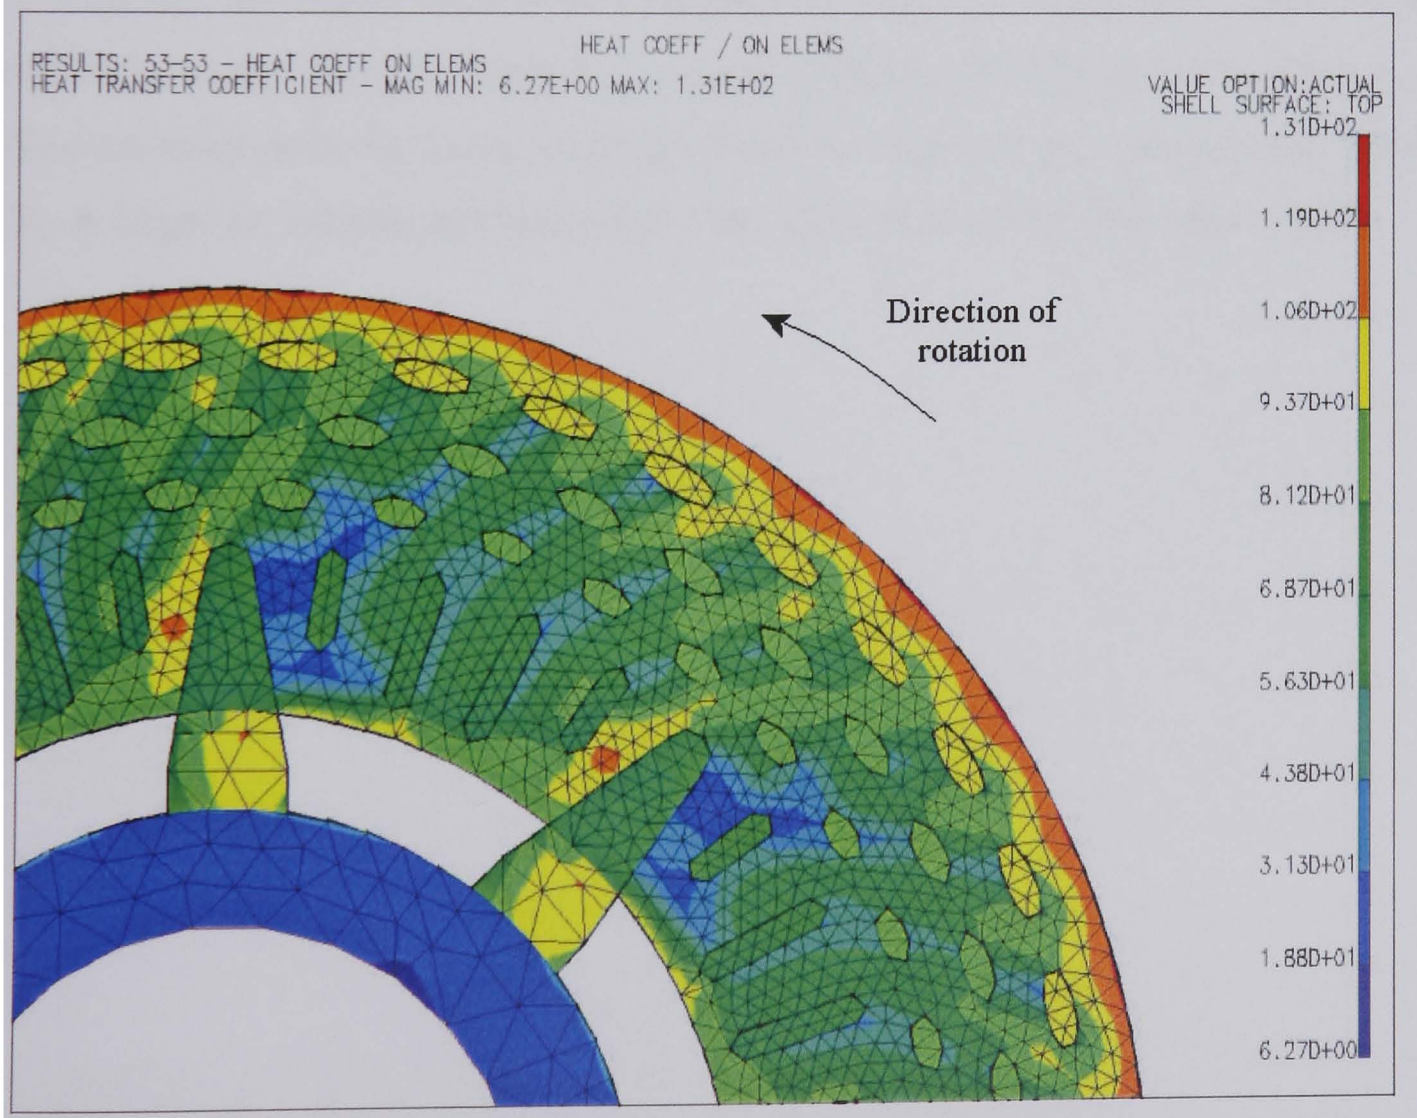 HEAT COEFF / ON ELEMS
RESULTS: 53-53 - HEAT COEFF ON ELEMS
HEAT TRANSFER COEFFICIENT - MAG MIN: 6.27E+00 MAX: 1.31E+02
VALUE OPTION:ACTUAL
SHELL SURFACE: TOP
1.31D+02
1.19D+02
1.06D+02
9.37D+01
8.12D+01
6.87D+01
5.63D+01
4.38D+01
3.13D+01
1.88D+01
6.27D+00
Direction of
rotation